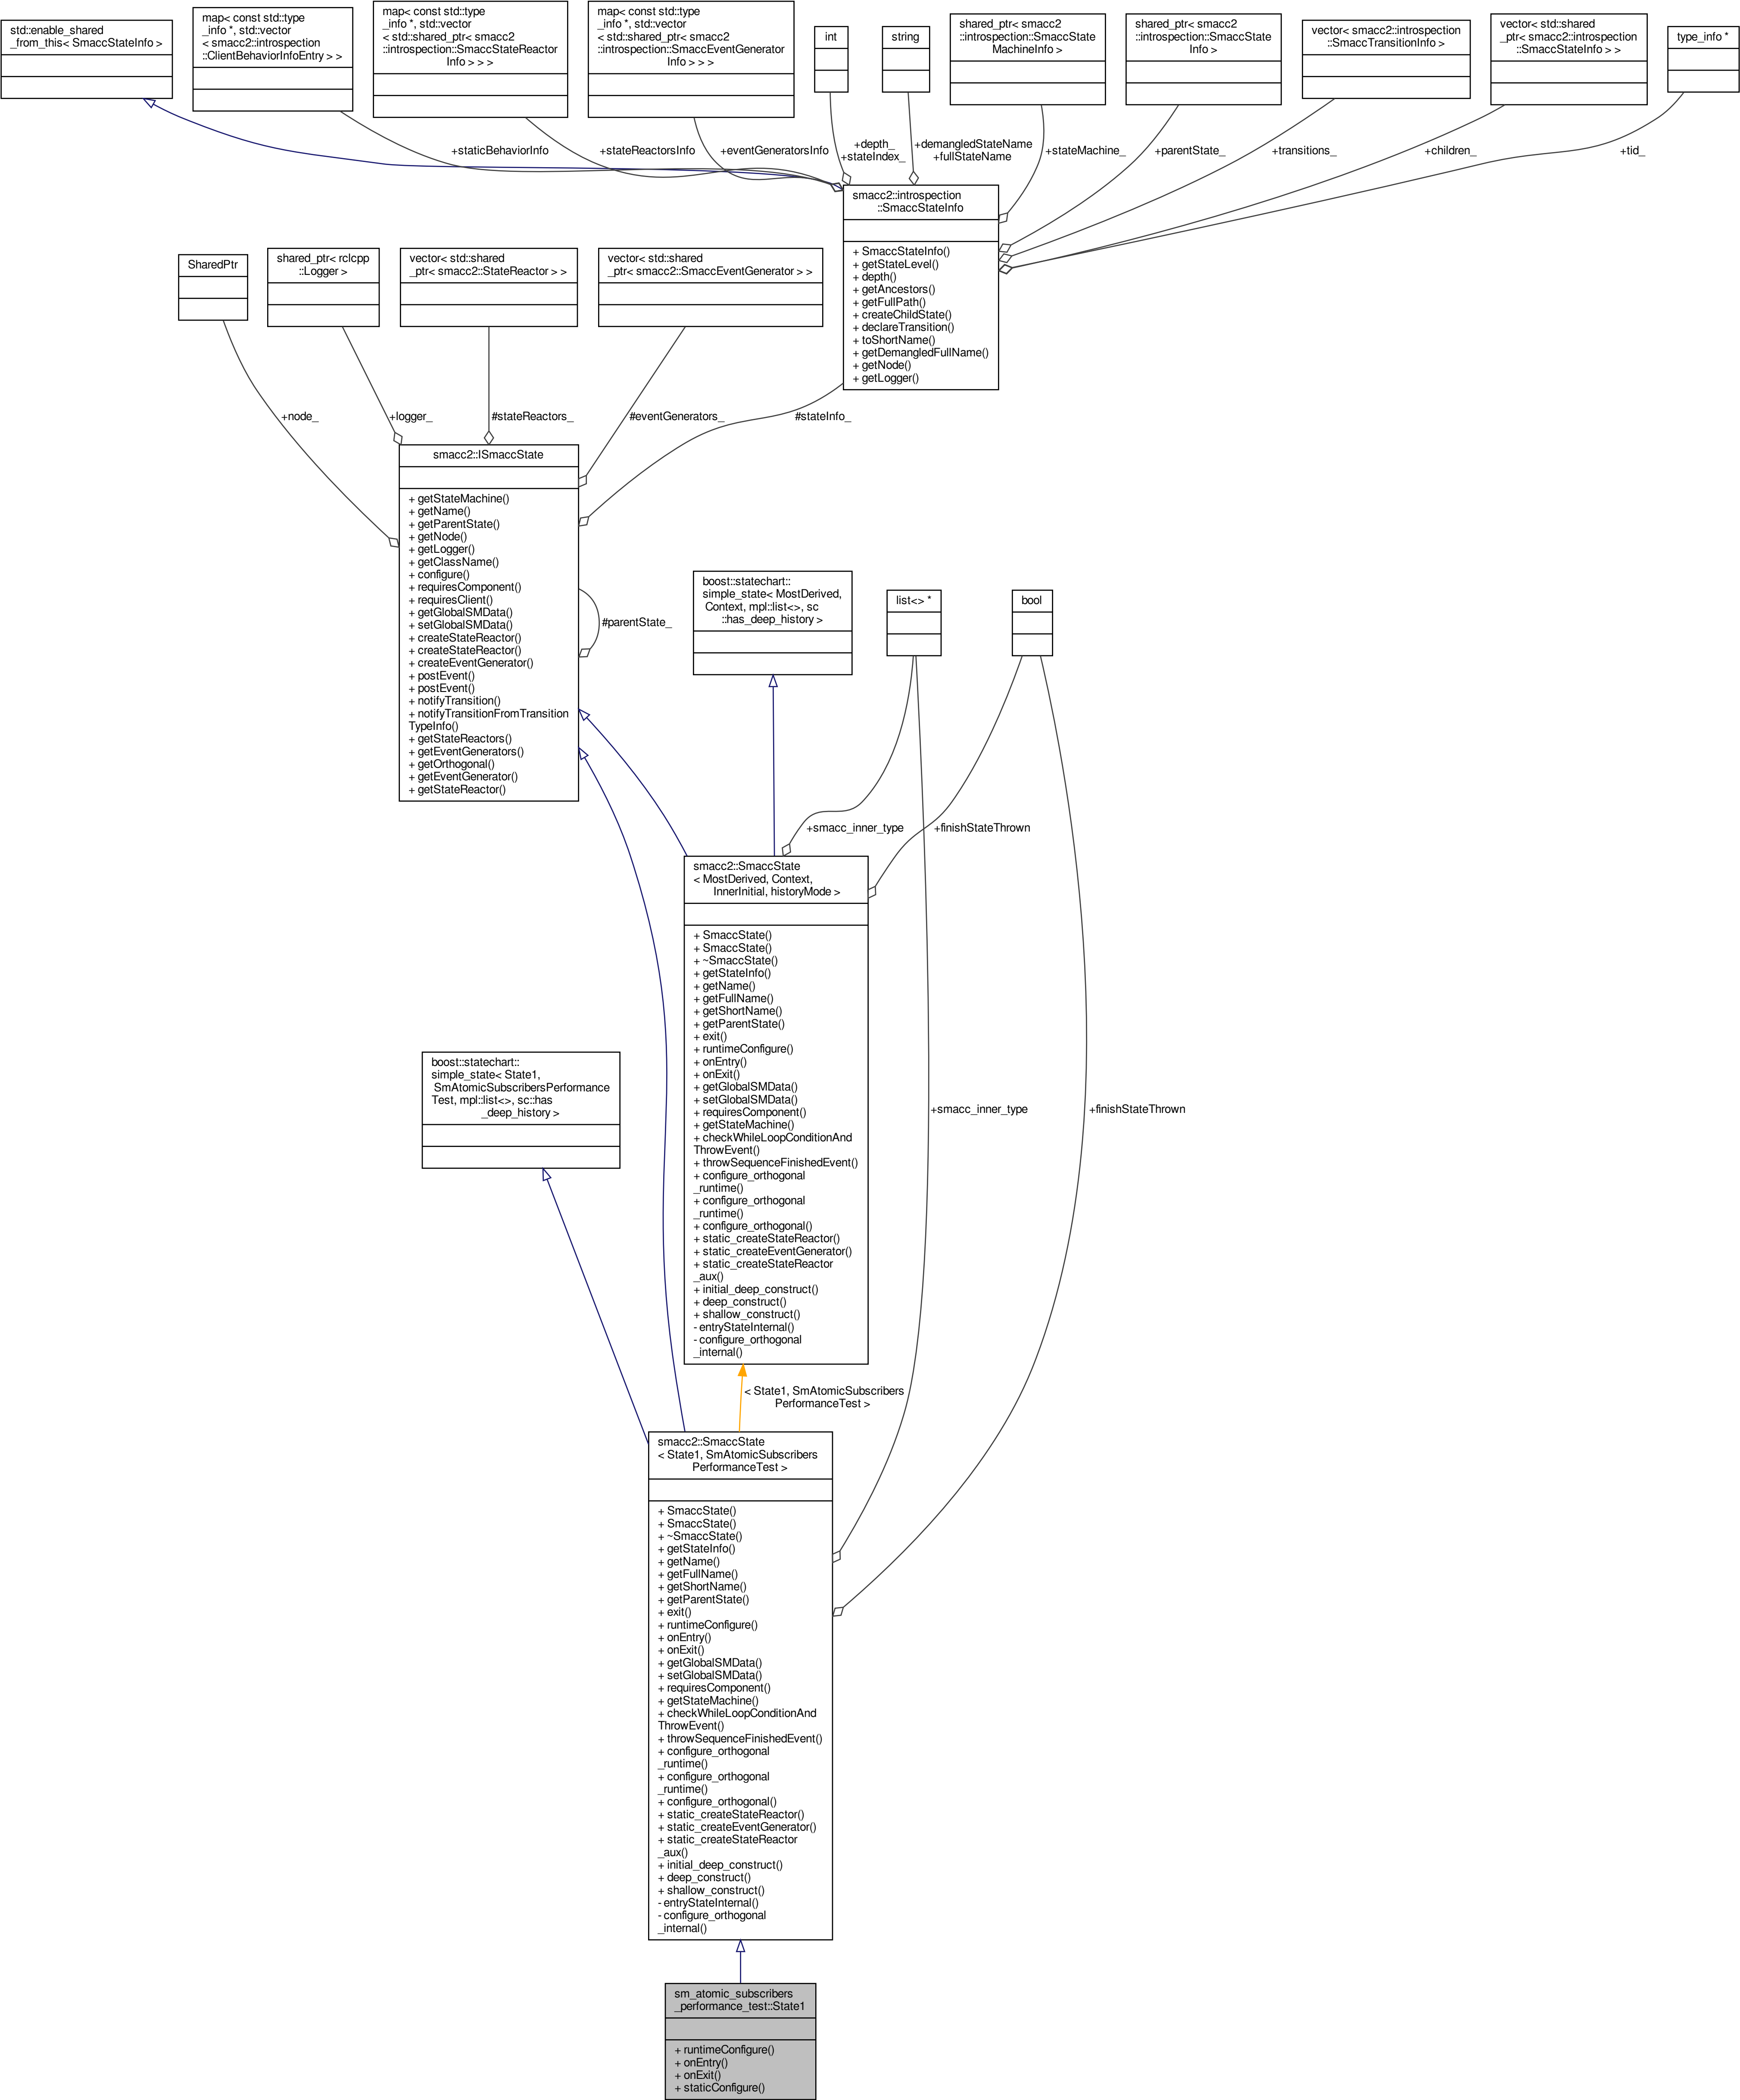 std::enable_shared
_from_this< SmaccStateInfo >
map< const std::type
_info *, std::vector
< smacc2::introspection
::ClientBehaviorInfoEntry > >
map< const std::type
_info *, std::vector
< std::shared_ptr< smacc2
::introspection::SmaccStateReactor
Info > > >
map< const std::type
_info *, std::vector
< std::shared_ptr< smacc2
::introspection::SmaccEventGenerator
Info > > >
int
string
shared_ptr< smacc2
::introspection::SmaccState
MachineInfo >
shared_ptr< smacc2
::introspection::SmaccState
Info >
vector< smacc2::introspection
::SmaccTransitionInfo >
vector< std::shared
_ptr< smacc2::introspection
::SmaccStateInfo > >
type_info *
+staticBehaviorInfo
+stateReactorsInfo
+eventGeneratorsInfo
+depth_
+stateIndex_
+demangledStateName
+fullStateName
+stateMachine_
+parentState_
+transitions_
+children_
+tid_
smacc2::introspection
::SmaccStateInfo
+ SmaccStateInfo()
+ getStateLevel()
+ depth()
+ getAncestors()
+ getFullPath()
+ createChildState()
+ declareTransition()
+ toShortName()
+ getDemangledFullName()
+ getNode()
+ getLogger()
SharedPtr
shared_ptr< rclcpp
::Logger >
vector< std::shared
_ptr< smacc2::StateReactor > >
vector< std::shared
_ptr< smacc2::SmaccEventGenerator > >
+node_
+logger_
#stateReactors_
#eventGenerators_
#stateInfo_
smacc2::ISmaccState
+ getStateMachine()
+ getName()
+ getParentState()
+ getNode()
+ getLogger()
+ getClassName()
+ configure()
+ requiresComponent()
+ requiresClient()
+ getGlobalSMData()
+ setGlobalSMData()
+ createStateReactor()
+ createStateReactor()
+ createEventGenerator()
+ postEvent()
+ postEvent()
+ notifyTransition()
+ notifyTransitionFromTransition
TypeInfo()
+ getStateReactors()
+ getEventGenerators()
+ getOrthogonal()
+ getEventGenerator()
+ getStateReactor()
#parentState_
boost::statechart::
simple_state< MostDerived,
Context, mpl::list<>, sc
::has_deep_history >
list<> *
bool
+smacc_inner_type
+finishStateThrown
smacc2::SmaccState
< MostDerived, Context,
InnerInitial, historyMode >
+ SmaccState()
+ SmaccState()
+ ~SmaccState()
+ getStateInfo()
+ getName()
+ getFullName()
+ getShortName()
+ getParentState()
+ exit()
+ runtimeConfigure()
+ onEntry()
+ onExit()
+ getGlobalSMData()
+ setGlobalSMData()
+ requiresComponent()
+ getStateMachine()
+ checkWhileLoopConditionAnd
ThrowEvent()
+ throwSequenceFinishedEvent()
+ configure_orthogonal
_runtime()
+ configure_orthogonal
_runtime()
+ configure_orthogonal()
+ static_createStateReactor()
+ static_createEventGenerator()
+ static_createStateReactor
_aux()
+ initial_deep_construct()
+ deep_construct()
+ shallow_construct()
- entryStateInternal()
- configure_orthogonal
_internal()
boost::statechart::
simple_state< State1,
SmAtomicSubscribersPerformance
Test, mpl::list<>, sc::has
_deep_history >
+smacc_inner_type
+finishStateThrown
< State1, SmAtomicSubscribers
PerformanceTest >
smacc2::SmaccState
< State1, SmAtomicSubscribers
PerformanceTest >
+ SmaccState()
+ SmaccState()
+ ~SmaccState()
+ getStateInfo()
+ getName()
+ getFullName()
+ getShortName()
+ getParentState()
+ exit()
+ runtimeConfigure()
+ onEntry()
+ onExit()
+ getGlobalSMData()
+ setGlobalSMData()
+ requiresComponent()
+ getStateMachine()
+ checkWhileLoopConditionAnd
ThrowEvent()
+ throwSequenceFinishedEvent()
+ configure_orthogonal
_runtime()
+ configure_orthogonal
_runtime()
+ configure_orthogonal()
+ static_createStateReactor()
+ static_createEventGenerator()
+ static_createStateReactor
_aux()
+ initial_deep_construct()
+ deep_construct()
+ shallow_construct()
- entryStateInternal()
- configure_orthogonal
_internal()
sm_atomic_subscribers
_performance_test::State1
+ runtimeConfigure()
+ onEntry()
+ onExit()
+ staticConfigure()